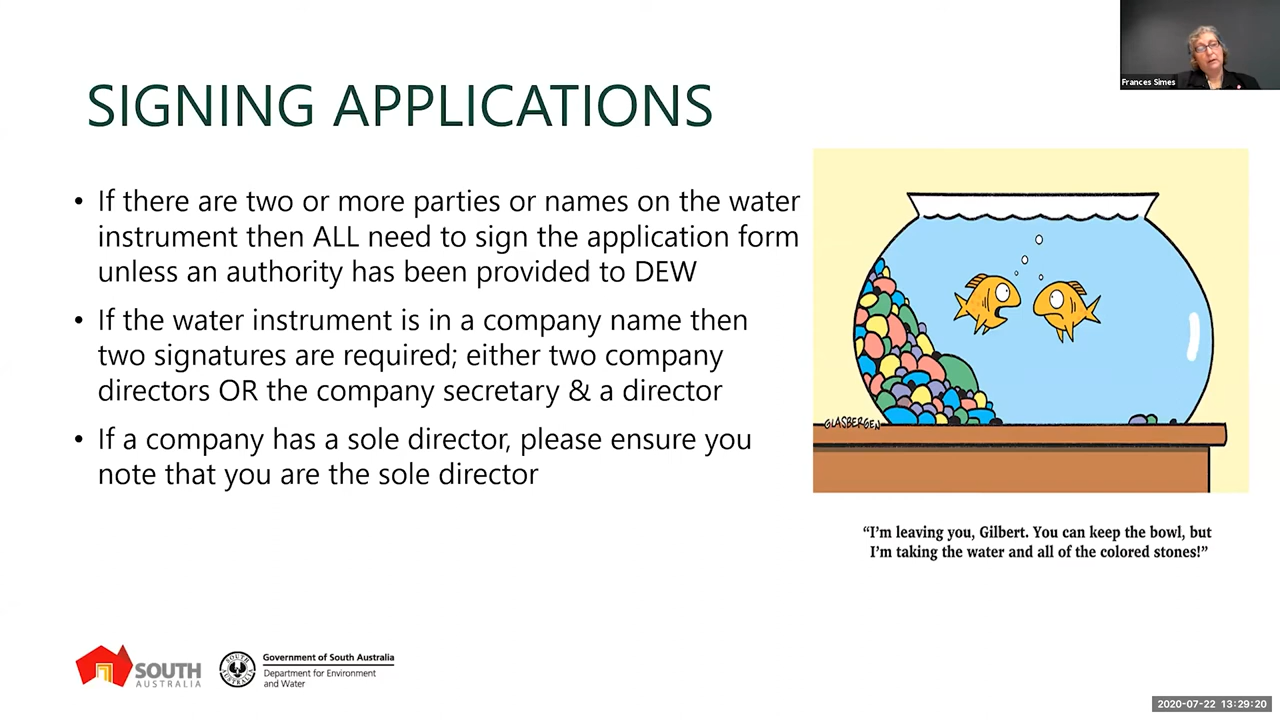 Frances Simes
SIGNING APPLICATIONS
• If there are two or more parties or names on the water
instrument then ALL need to sign the application form
unless an authority has been provided to DEW
• If the water instrument is in a company name then
two signatures are required; either two company
directors OR the company secretary & a director
• If a company has a sole director, please ensure you
note that you are the sole director
GLASBERGEN
“I’m leaving you, Gilbert. You can keep the bowl, but
I’m taking the water and all of the colored stones!”
SOUTH
AUSTRALIA
SOUTH
AUSTRALIA
Government of South Australia
Department for Environment
and Water
2020-07-22 13:29:20